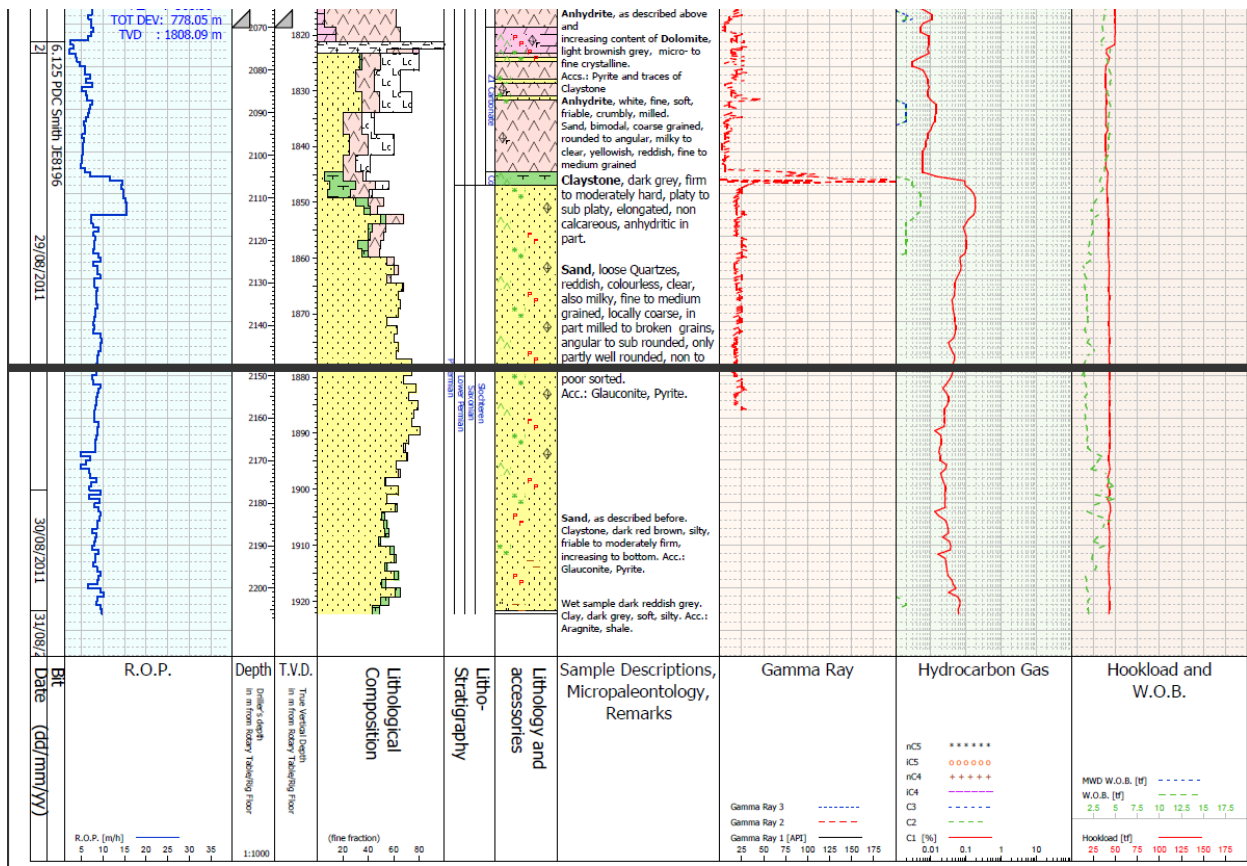 TOT DEV: 778.05 m
TVD : 1808.09 m
2]
6.125 PDC Smith JE8196
29/08/2011
30/08/2011
31/08/2
2070
2080
2090
2100
2110
2120
2130
2140
2150
2160
2170
2180
2190
2200
1820
1830
1840
1850
1860
1870
1880
1890
1900
1910
1920
Lc
Lc
Lc
Lc
Lc
Lc
Lc
Lc
Lc
Lc
Lc
Z1 Carbonate
Lower Permian
Saxonian
Slochteren
Anhydrite, as described above
and
increasing content of Dolomite,
light brownish grey, micro- to
fine crystalline.
Accs.: Pyrite and traces of
Claystone
Anhydrite, white, fine, soft,
friable, crumbly, milled.
Sand, bimodal, coarse grained,
rounded to angular, milky to
clear, yellowish, reddish, fine to
medium grained
Claystone, dark grey, firm
to moderately hard, platy to
sub platy, elongated, non
calcareous, anhydritic in
part.
Sand, loose Quartzes,
reddish, colourless, clear,
also milky, fine to medium
grained, locally coarse, in
part milled to broken grains,
angular to sub rounded, only
partly well rounded, non to
poor sorted.
Acc.: Glauconite, Pyrite.
Sand, as described before.
Claystone, dark red brown, silty,
friable to moderately firm,
increasing to bottom. Acc.:
Glauconite, Pyrite.
Wet sample dark reddish grey.
Clay, dark grey, soft, silty. Acc.:
Aragnite, shale.
Bit
Date (dd/mm/yy)
R.O.P.
R.O.P. [m/h]
5 10 15 20 25 30 35
Depth
Driller's depth
in m from Rotary Table/Rig Floor
1:1000
T.V.D.
True Vertical Depth
in m from Rotary Table/Rig Floor
Lithological
Composition
(fine fraction)
20 40 60 80
Litho-
Stratigraphy
Lithology and
accessories
Sample Descriptions,
Micropaleontology,
Remarks
Gamma Ray
Gamma Ray 3
Gamma Ray 2
Gamma Ray 1 [API]
25 50 75 100 125 150 175
Hydrocarbon Gas
nC5
iC5
nC4
iC4
C3
C2
C1 [%]
0.01 0.1 1 10
Hookload and
W.O.B.
MWD W.O.B. [tf]
W.O.B. [tf]
2.5 5 7.5 10 12.5 15 17.5
Hookload [tf]
25 50 75 100 125 150 175